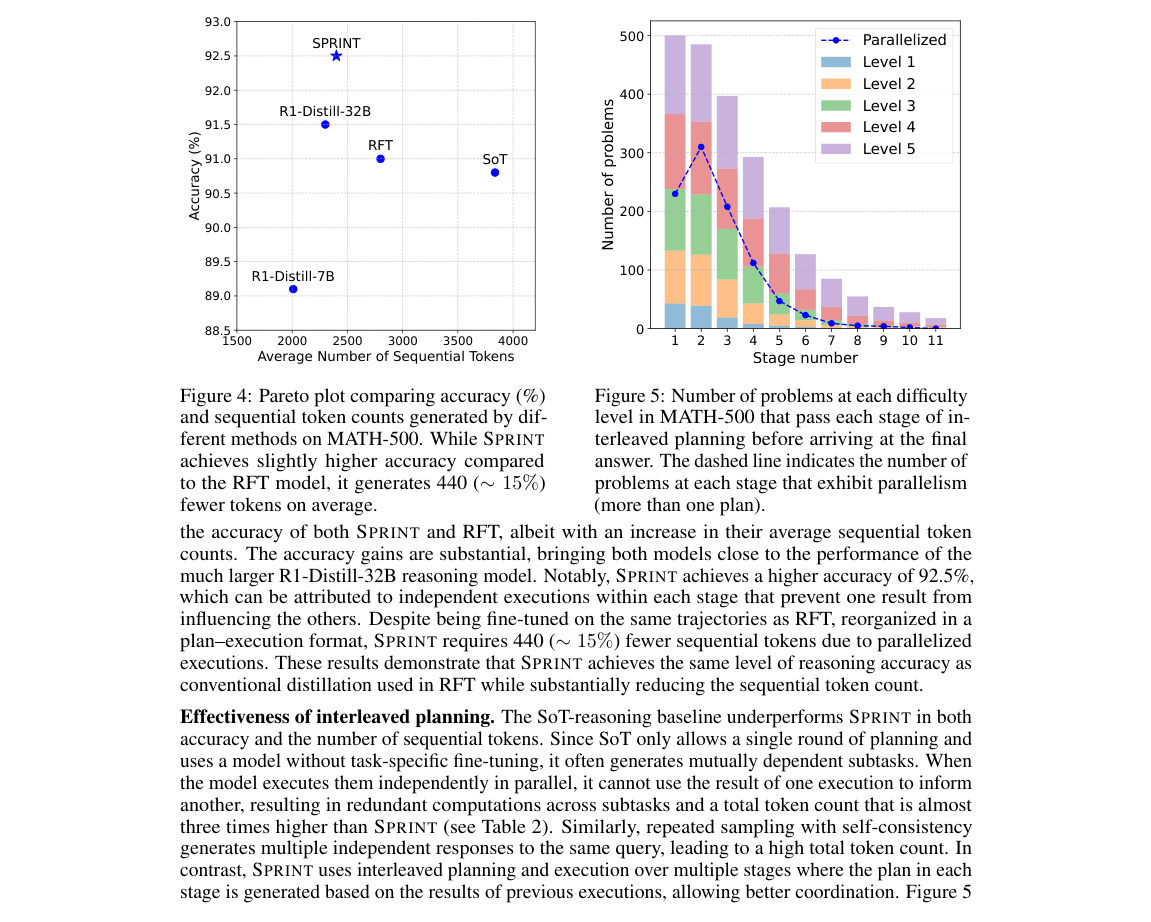 93.0
92.5
92.0
91.5
91.0
90.5
90.0
89.5
89.0
88.5
Accuracy (%)
SPRINT
R1-Distill-32B
RFT
SoT
R1-Distill-7B
1500 2000 2500 3000 3500 4000
Average Number of Sequential Tokens
500
400
300
200
100
0
Number of problems
Parallelized
Level 1
Level 2
Level 3
Level 4
Level 5
1 2 3 4 5 6 7 8 9 10 11
Stage number
Figure 4: Pareto plot comparing accuracy (%)
and sequential token counts generated by dif-
ferent methods on MATH-500. While SPRINT
achieves slightly higher accuracy compared
to the RFT model, it generates 440 (∼ 15%)
fewer tokens on average.
Figure 5: Number of problems at each difficulty
level in MATH-500 that pass each stage of in-
terleaved planning before arriving at the final
answer. The dashed line indicates the number of
problems at each stage that exhibit parallelism
(more than one plan).
the accuracy of both SPRINT and RFT, albeit with an increase in their average sequential token
counts. The accuracy gains are substantial, bringing both models close to the performance of the
much larger R1-Distill-32B reasoning model. Notably, SPRINT achieves a higher accuracy of 92.5%,
which can be attributed to independent executions within each stage that prevent one result from
influencing the others. Despite being fine-tuned on the same trajectories as RFT, reorganized in a
plan–execution format, SPRINT requires 440 (∼ 15%) fewer sequential tokens due to parallelized
executions. These results demonstrate that SPRINT achieves the same level of reasoning accuracy as
conventional distillation used in RFT while substantially reducing the sequential token count.
Effectiveness of interleaved planning. The SoT-reasoning baseline underperforms SPRINT in both
accuracy and the number of sequential tokens. Since SoT only allows a single round of planning and
uses a model without task-specific fine-tuning, it often generates mutually dependent subtasks. When
the model executes them independently in parallel, it cannot use the result of one execution to inform
another, resulting in redundant computations across subtasks and a total token count that is almost
three times higher than SPRINT (see Table 2). Similarly, repeated sampling with self-consistency
generates multiple independent responses to the same query, leading to a high total token count. In
contrast, SPRINT uses interleaved planning and execution over multiple stages where the plan in each
stage is generated based on the results of previous executions, allowing better coordination. Figure 5